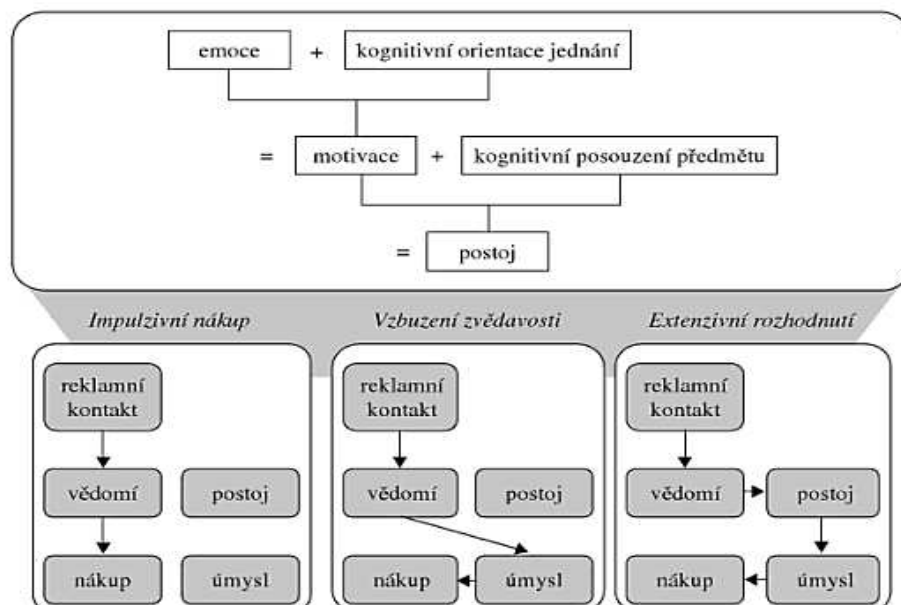 emoce + kognitivní orientace jednání
= motivace + kognitivní posouzení předmětu
= postoj
Impulzivní nákup
Vzbuzení zvědavosti
Extenzivní rozhodnutí
reklamní
kontakt
vědomí postoj
nákup úmysl
reklamní
kontakt
vědomí postoj
nákup úmysl
reklamní
kontakt
vědomí postoj
nákup úmysl